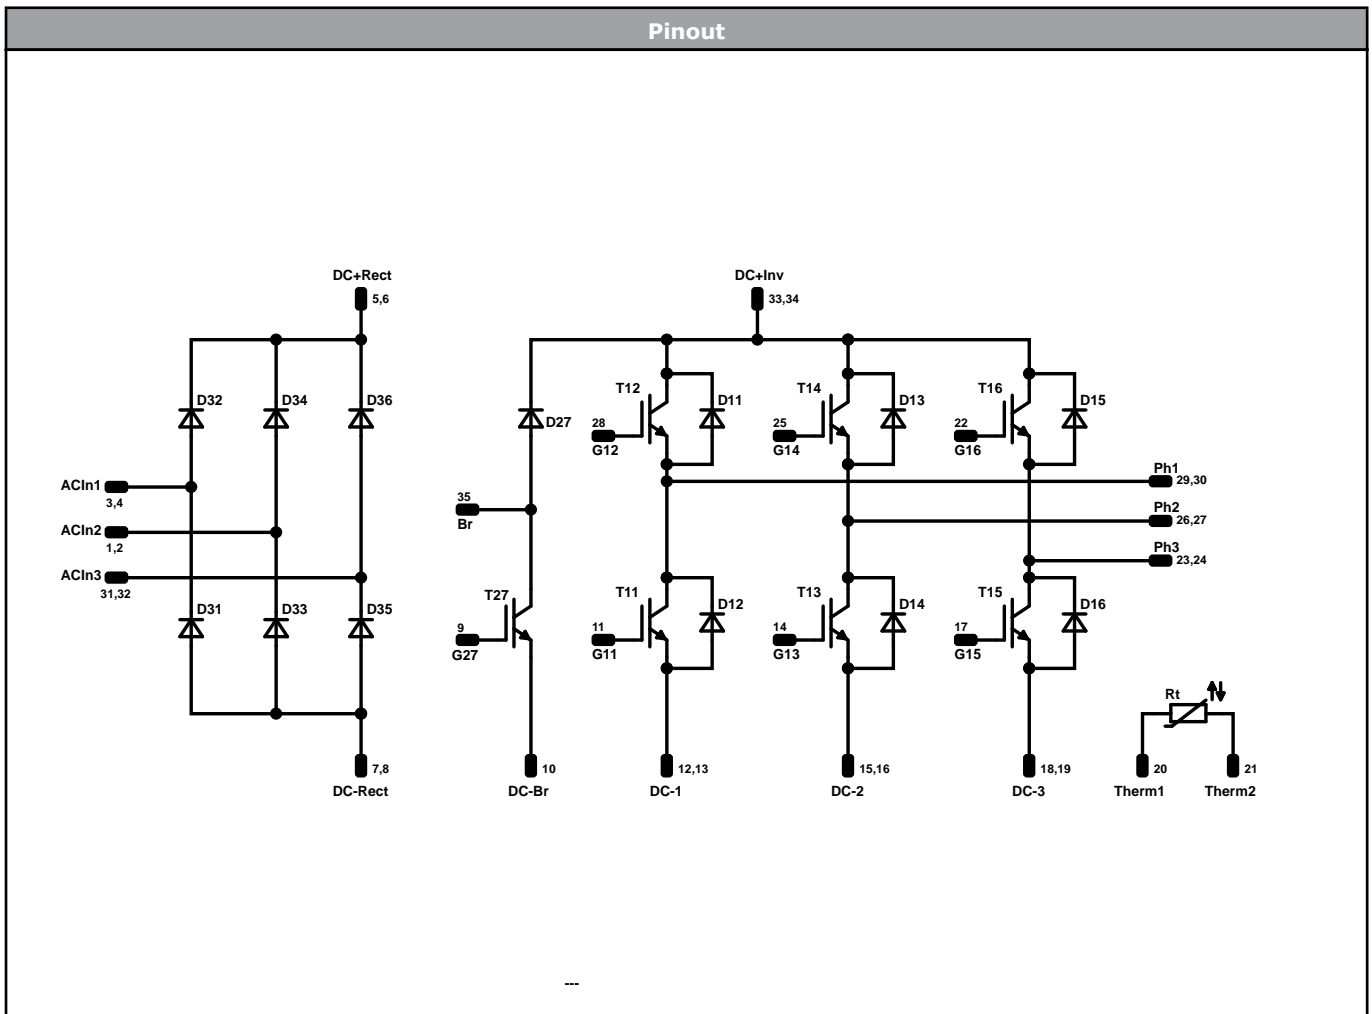 Pinout
DC+Rect
5,6
DC+Inv
33,34
D32
D34
D36
D27
T12
D11
28
G12
T14
D13
25
G14
T16
D15
22
G16
ACIn1
3,4
ACIn2
1,2
ACIn3
31,32
35
Br
Ph1
29,30
Ph2
26,27
Ph3
23,24
D31
D33
D35
T27
9
G27
T11
D12
11
G11
T13
D14
14
G13
T15
D16
17
G15
Rt
7,8
DC-Rect
10
DC-Br
12,13
DC-1
15,16
DC-2
18,19
DC-3
20
Therm1
21
Therm2
---